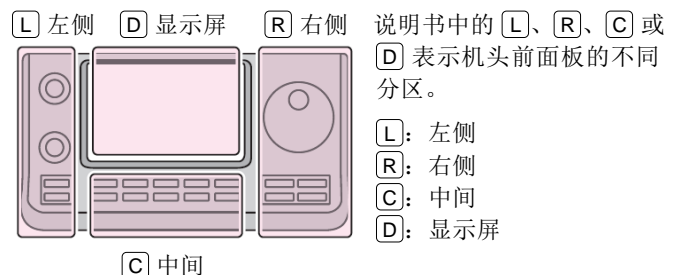 L 左侧 D 显示屏 R 右侧
C 中间
说明书中的 L、R、C 或
D 表示机头前面板的不同
分区。
L：左侧
R：右侧
C：中间
D：显示屏